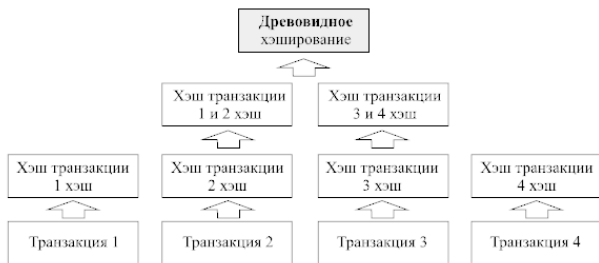 Древовидное
хэширование
Хэш транзакции
1 и 2 хэш
Хэш транзакции
3 и 4 хэш
Хэш транзакции
1 хэш
Хэш транзакции
2 хэш
Хэш транзакции
3 хэш
Хэш транзакции
4 хэш
Транзакция 1
Транзакция 2
Транзакция 3
Транзакция 4